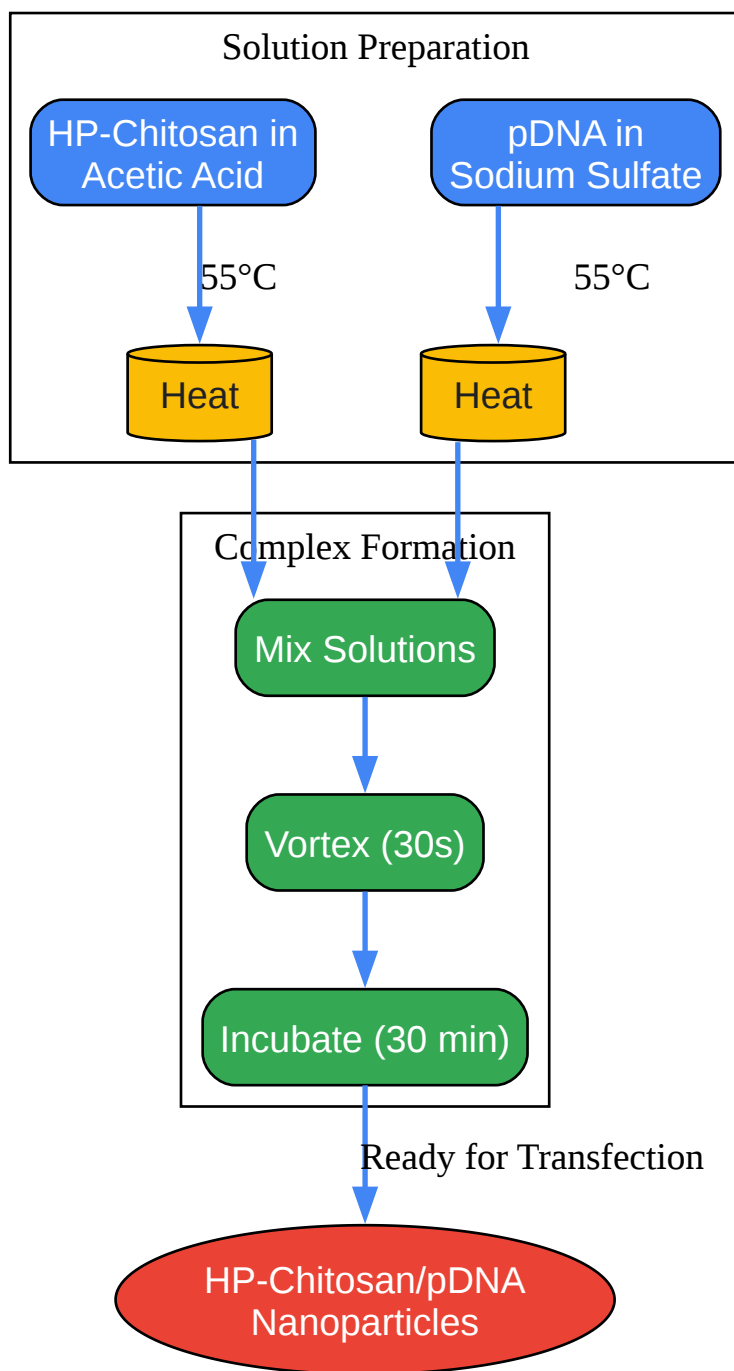 Solution Preparation
HP-Chitosan in
Acetic Acid
pDNA in
Sodium Sulfate
55°C
55°C
Heat
Heat
Complex Formation
Mix Solutions
Vortex (30s)
Incubate (30 min)
Ready for Transfection
HP-Chitosan/pDNA
Nanoparticles